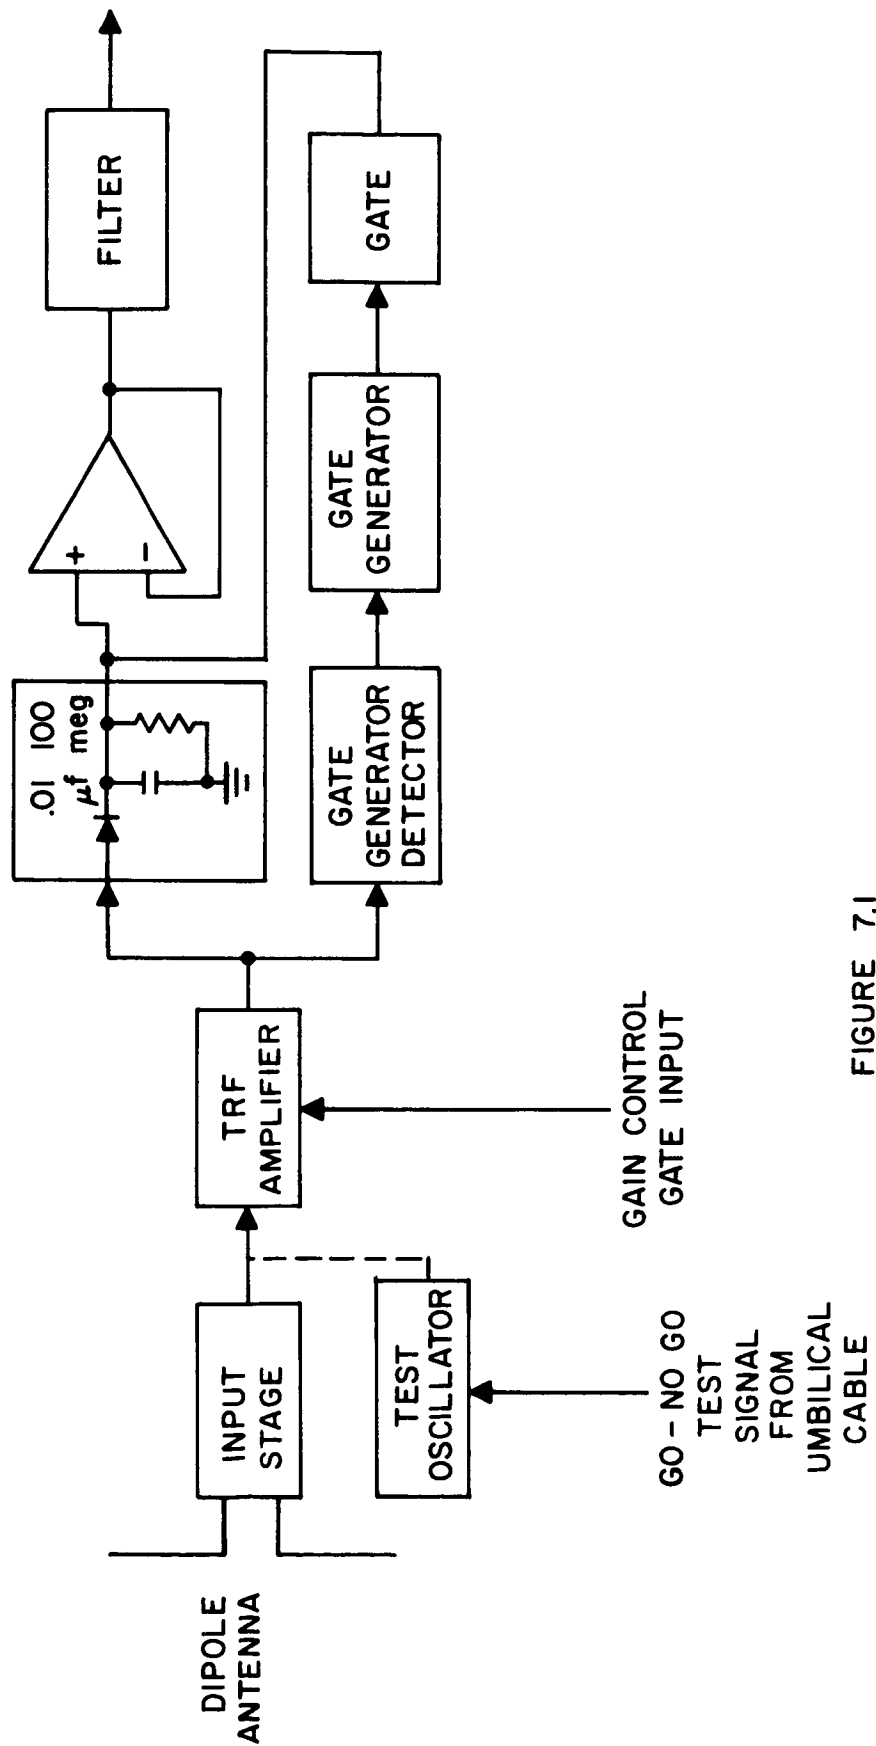 DIPOLE
ANTENNA
INPUT
STAGE
TEST
OSCILLATOR
GO – NO GO
TEST
SIGNAL
FROM
UMBILICAL
CABLE
TRF
AMPLIFIER
GAIN CONTROL
GATE INPUT
.01 100
μf meg
+
–
FILTER
GATE
GENERATOR
DETECTOR
GATE
GENERATOR
GATE
FIGURE 7.1